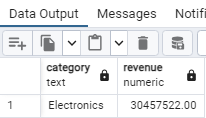 Data Output Messages Notifi
category revenue
text numeric
1 Electronics 30457522.00